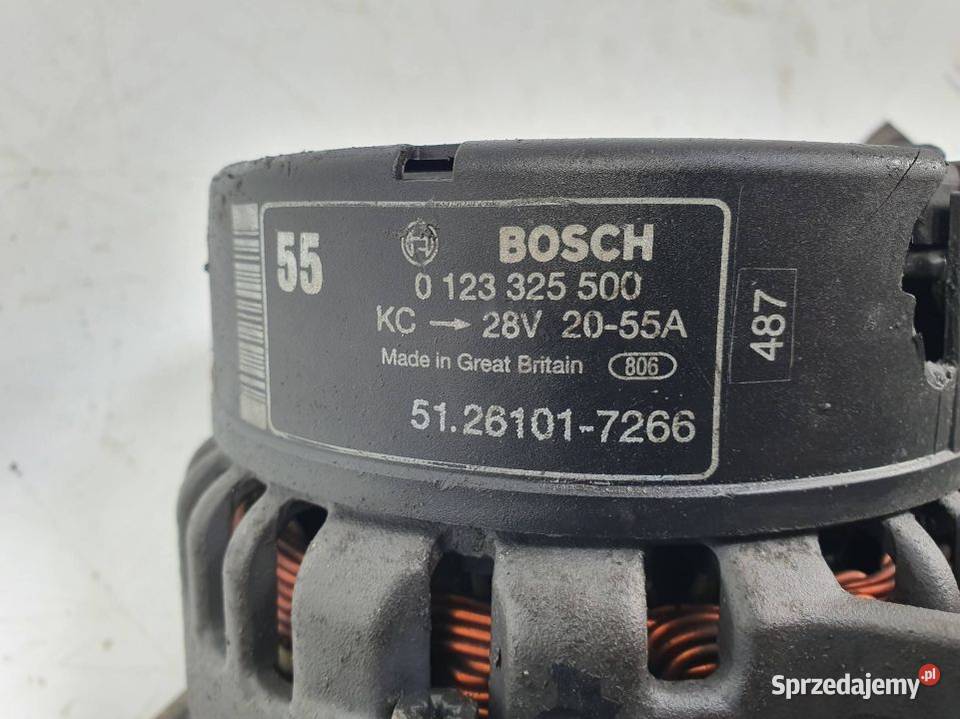 55
BOSCH
0 123 325 500
KC → 28V 20-55A
Made in Great Britain 806
51.26101-7266
487
Sprzedajemy.pl